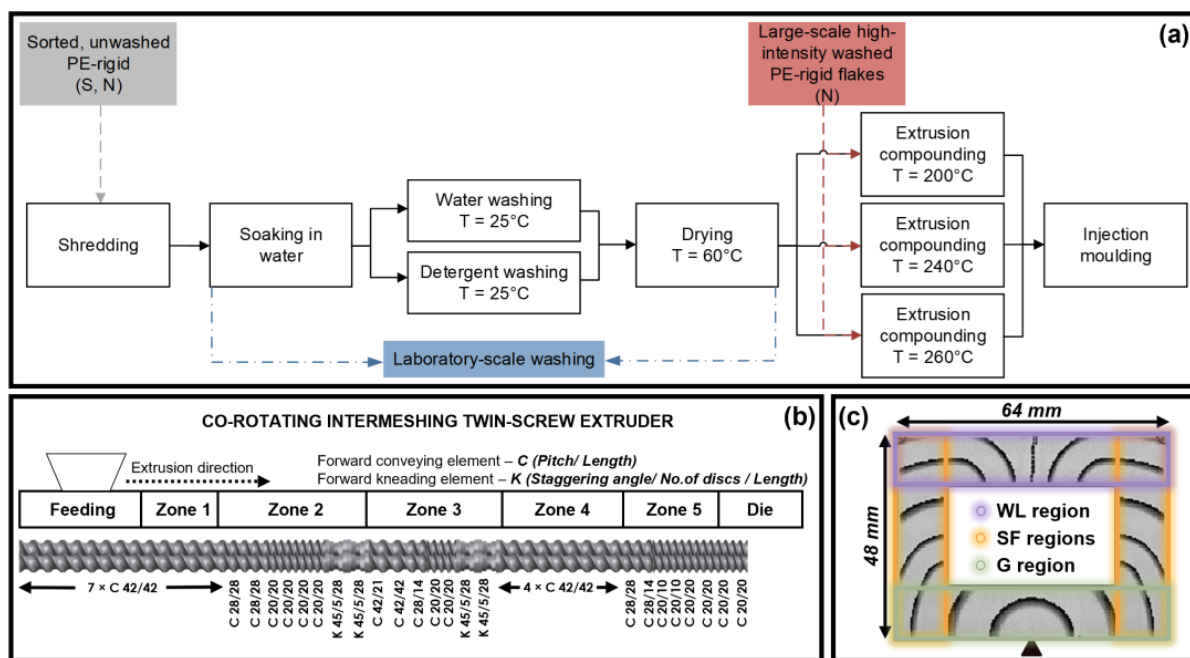 (a)
Sorted, unwashed
PE-rigid
(S, N)
Large-scale high-
intensity washed
PE-rigid flakes
(N)
Shredding
Soaking in
water
Water washing
T = 25°C
Detergent washing
T = 25°C
Drying
T = 60°C
Extrusion
compounding
T = 200°C
Extrusion
compounding
T = 240°C
Extrusion
compounding
T = 260°C
Injection
moulding
Laboratory-scale washing
(b)
CO-ROTATING INTERMESHING TWIN-SCREW EXTRUDER
Extrusion direction
Forward conveying element – C (Pitch/ Length)
Forward kneading element – K (Staggering angle/ No.of discs / Length)
Feeding
Zone 1
Zone 2
Zone 3
Zone 4
Zone 5
Die
7 × C 42/42
C 28/28
C 28/28
C 20/20
C 20/20
C 20/20
C 20/20
K 45/5/28
K 45/5/28
C 42/21
C 42/42
C 28/14
C 20/20
C 20/20
K 45/5/28
K 45/5/28
4 × C 42/42
C 28/28
C 28/14
C 20/10
C 20/10
C 20/20
C 20/20
C 20/20
(c)
64 mm
48 mm
WL region
SF regions
G region